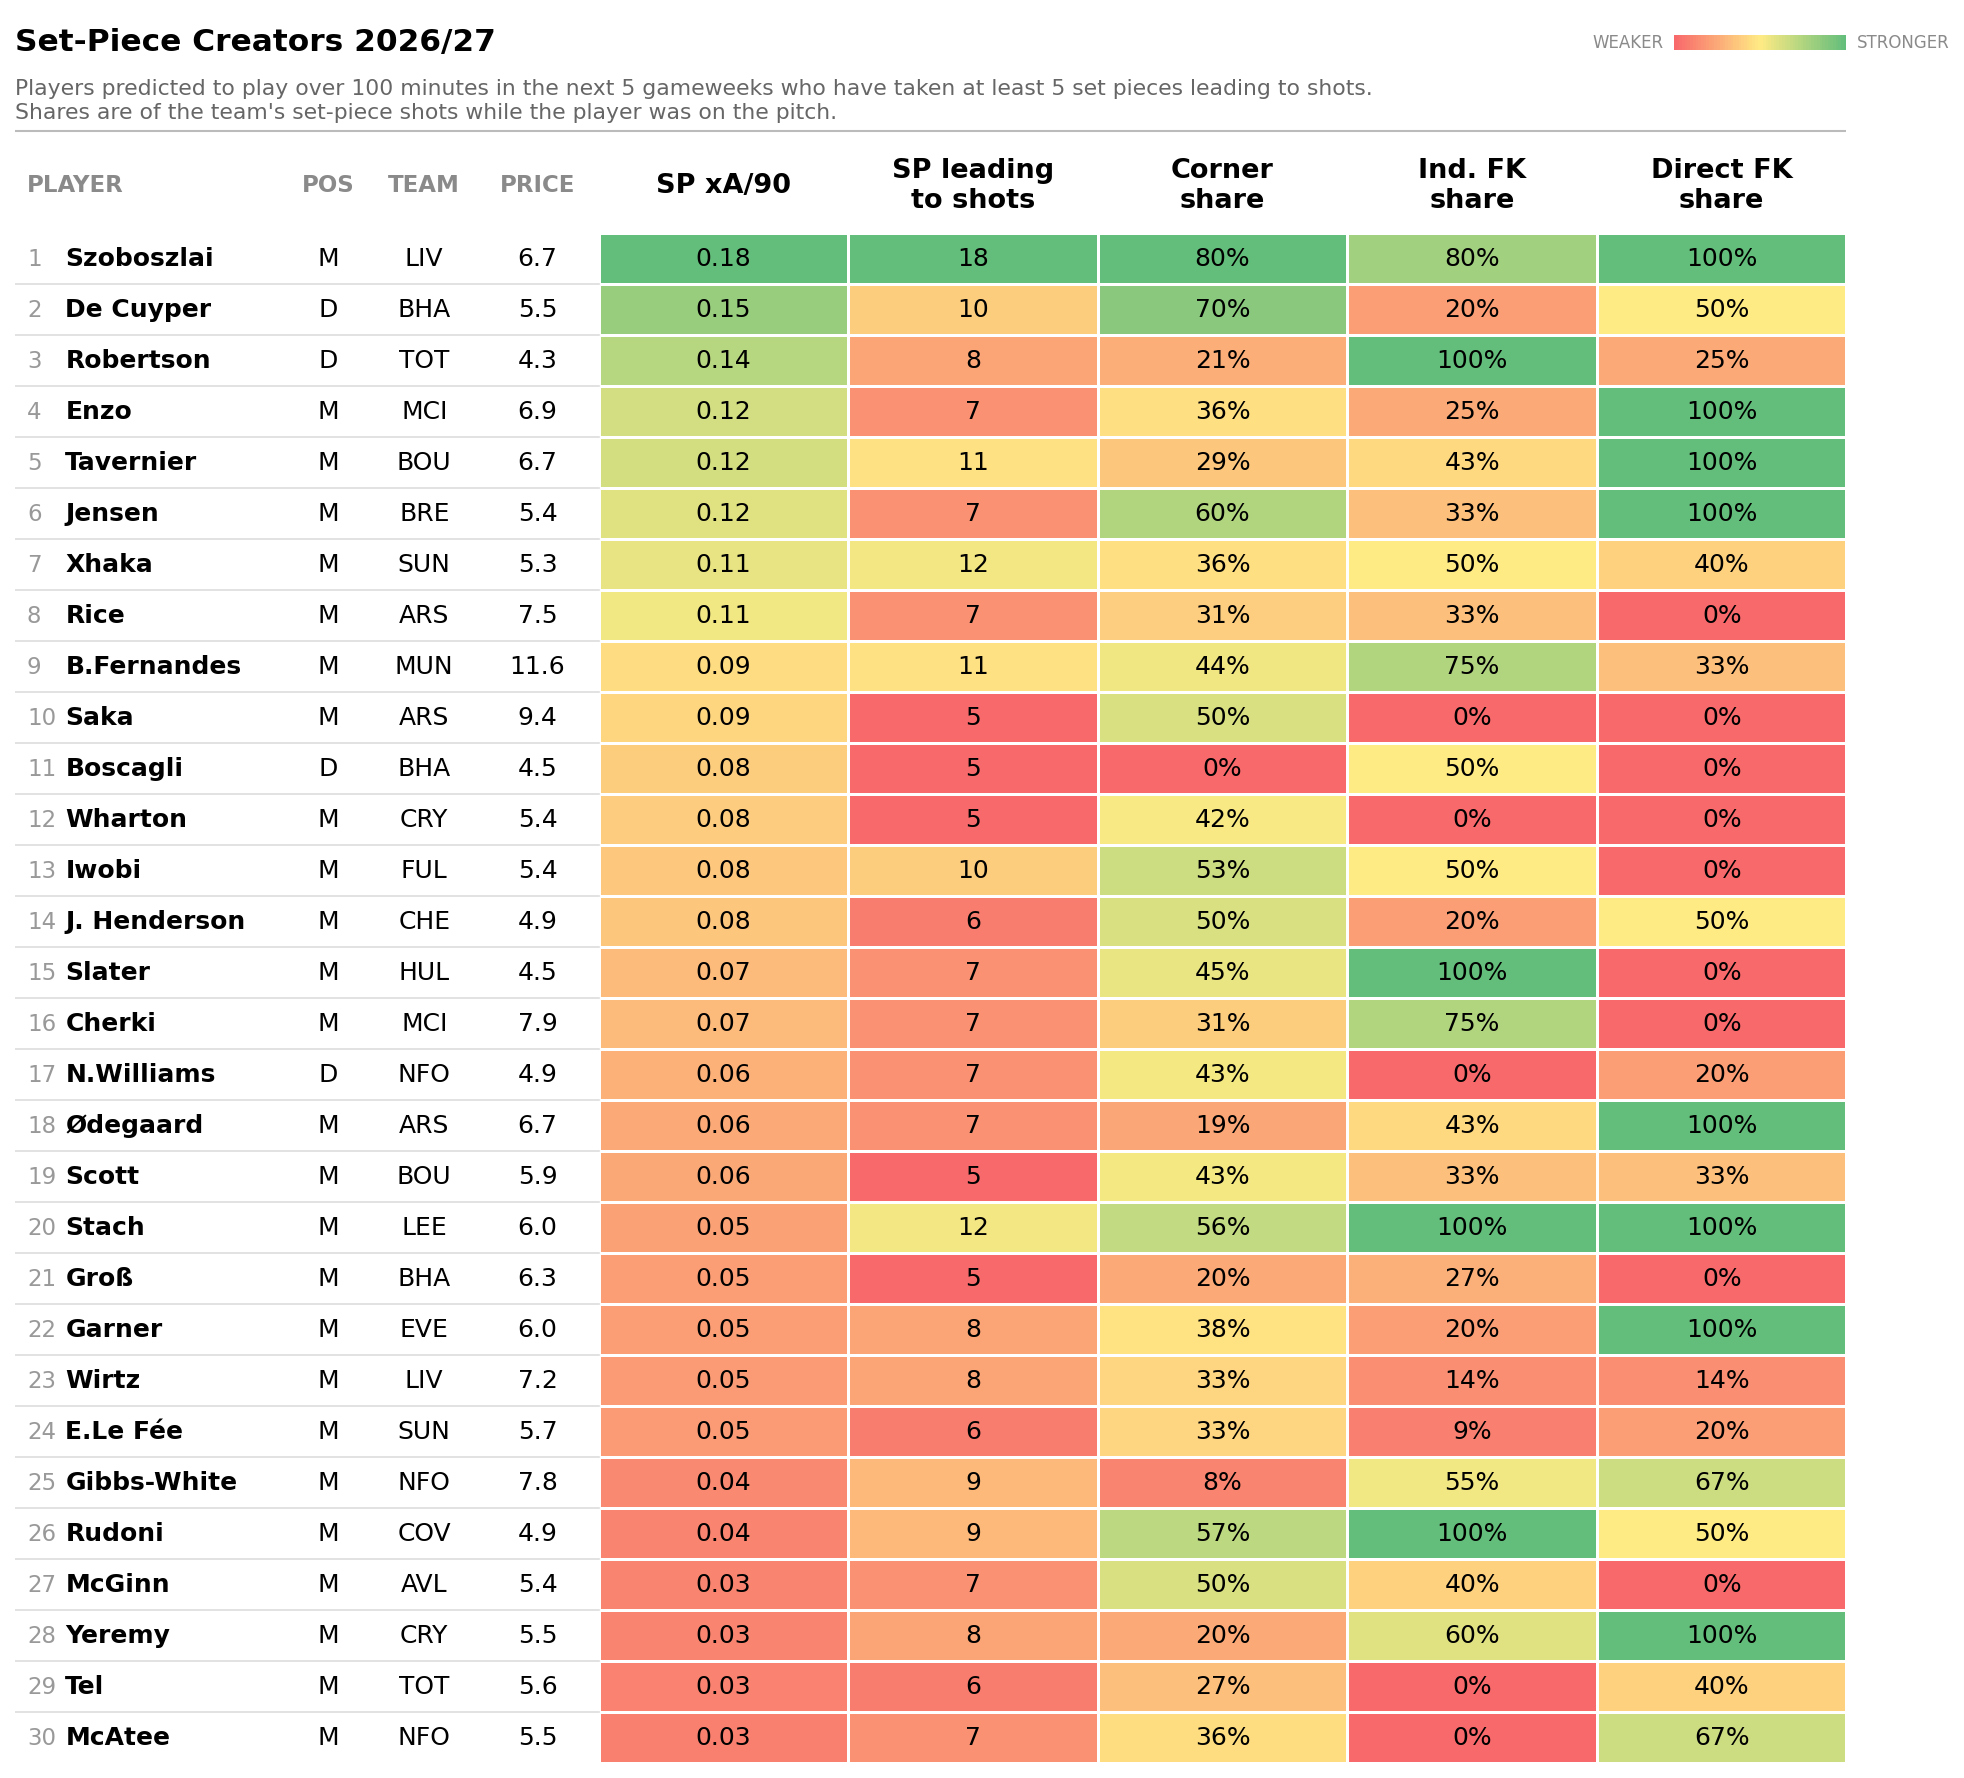 Set-Piece Creators 2026/27
WEAKER STRONGER
Players predicted to play over 100 minutes in the next 5 gameweeks who have taken at least 5 set pieces leading to shots.
Shares are of the team's set-piece shots while the player was on the pitch.
PLAYER POS TEAM PRICE SP xA/90 SP leading to shots Corner share Ind. FK share Direct FK share
1 Szoboszlai M LIV 6.7 0.18 18 80% 80% 100%
2 De Cuyper D BHA 5.5 0.15 10 70% 20% 50%
3 Robertson D TOT 4.3 0.14 8 21% 100% 25%
4 Enzo M MCI 6.9 0.12 7 36% 25% 100%
5 Tavernier M BOU 6.7 0.12 11 29% 43% 100%
6 Jensen M BRE 5.4 0.12 7 60% 33% 100%
7 Xhaka M SUN 5.3 0.11 12 36% 50% 40%
8 Rice M ARS 7.5 0.11 7 31% 33% 0%
9 B.Fernandes M MUN 11.6 0.09 11 44% 75% 33%
10 Saka M ARS 9.4 0.09 5 50% 0% 0%
11 Boscagli D BHA 4.5 0.08 5 0% 50% 0%
12 Wharton M CRY 5.4 0.08 5 42% 0% 0%
13 Iwobi M FUL 5.4 0.08 10 53% 50% 0%
14 J. Henderson M CHE 4.9 0.08 6 50% 20% 50%
15 Slater M HUL 4.5 0.07 7 45% 100% 0%
16 Cherki M MCI 7.9 0.07 7 31% 75% 0%
17 N.Williams D NFO 4.9 0.06 7 43% 0% 20%
18 Ødegaard M ARS 6.7 0.06 7 19% 43% 100%
19 Scott M BOU 5.9 0.06 5 43% 33% 33%
20 Stach M LEE 6.0 0.05 12 56% 100% 100%
21 Groß M BHA 6.3 0.05 5 20% 27% 0%
22 Garner M EVE 6.0 0.05 8 38% 20% 100%
23 Wirtz M LIV 7.2 0.05 8 33% 14% 14%
24 E.Le Fée M SUN 5.7 0.05 6 33% 9% 20%
25 Gibbs-White M NFO 7.8 0.04 9 8% 55% 67%
26 Rudoni M COV 4.9 0.04 9 57% 100% 50%
27 McGinn M AVL 5.4 0.03 7 50% 40% 0%
28 Yeremy M CRY 5.5 0.03 8 20% 60% 100%
29 Tel M TOT 5.6 0.03 6 27% 0% 40%
30 McAtee M NFO 5.5 0.03 7 36% 0% 67%